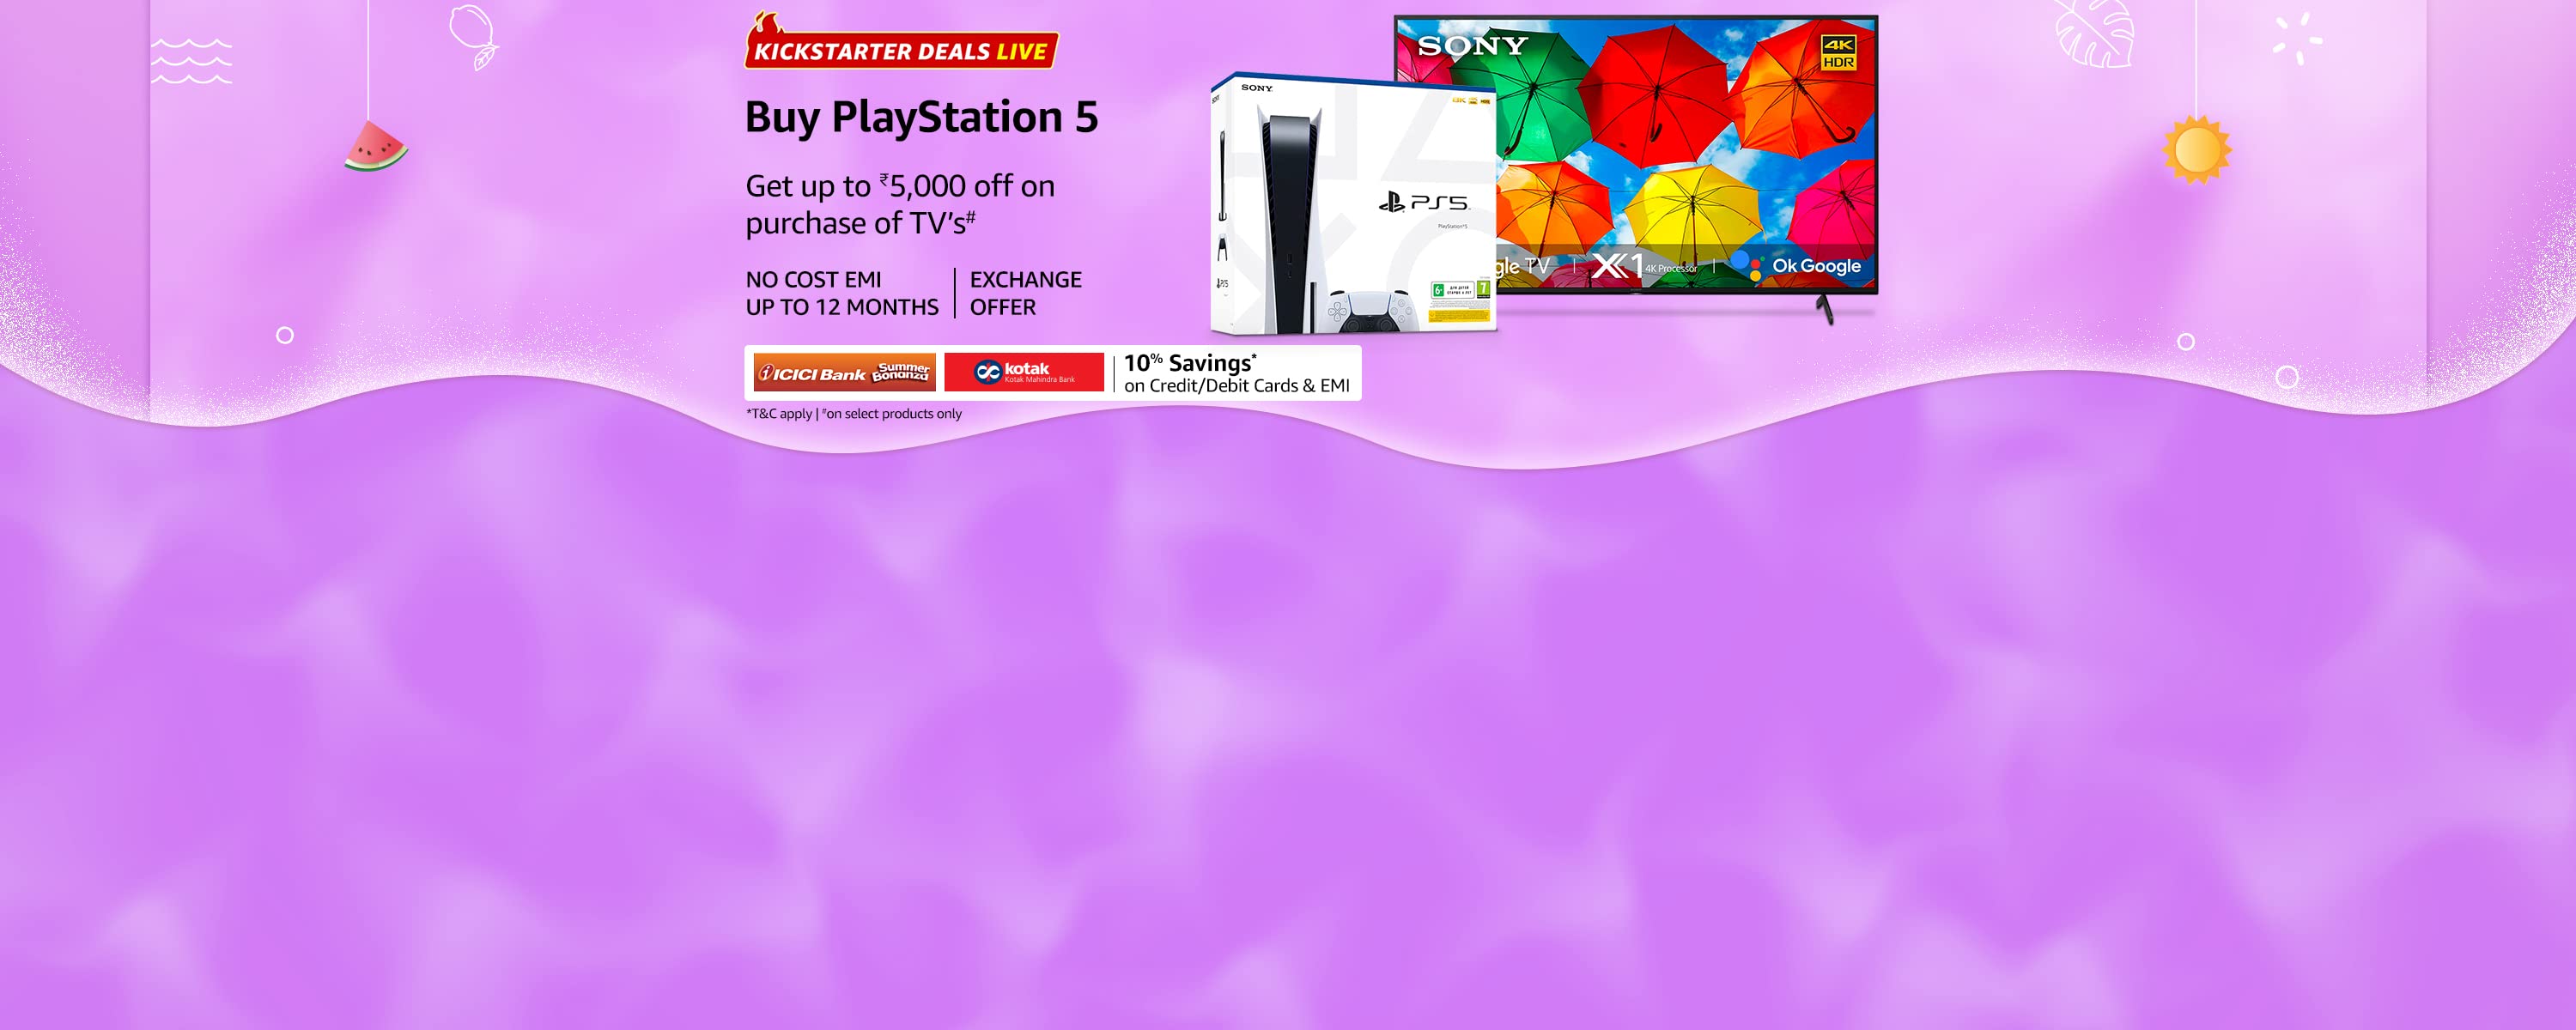 KICKSTARTER DEALS LIVE
Buy PlayStation 5
Get up to ₹5,000 off on
purchase of TV's#
NO COST EMI
UP TO 12 MONTHS
EXCHANGE
OFFER
ICICI Bank
Summer
Bonanza
kotak
Kotak Mahindra Bank
10% Savings*
on Credit/Debit Cards & EMI
*T&C apply | #on select products only
SONY
PS5
PlayStation 5
SONY
4K
HDR
gle TV
X1 4K Processor
Ok Google